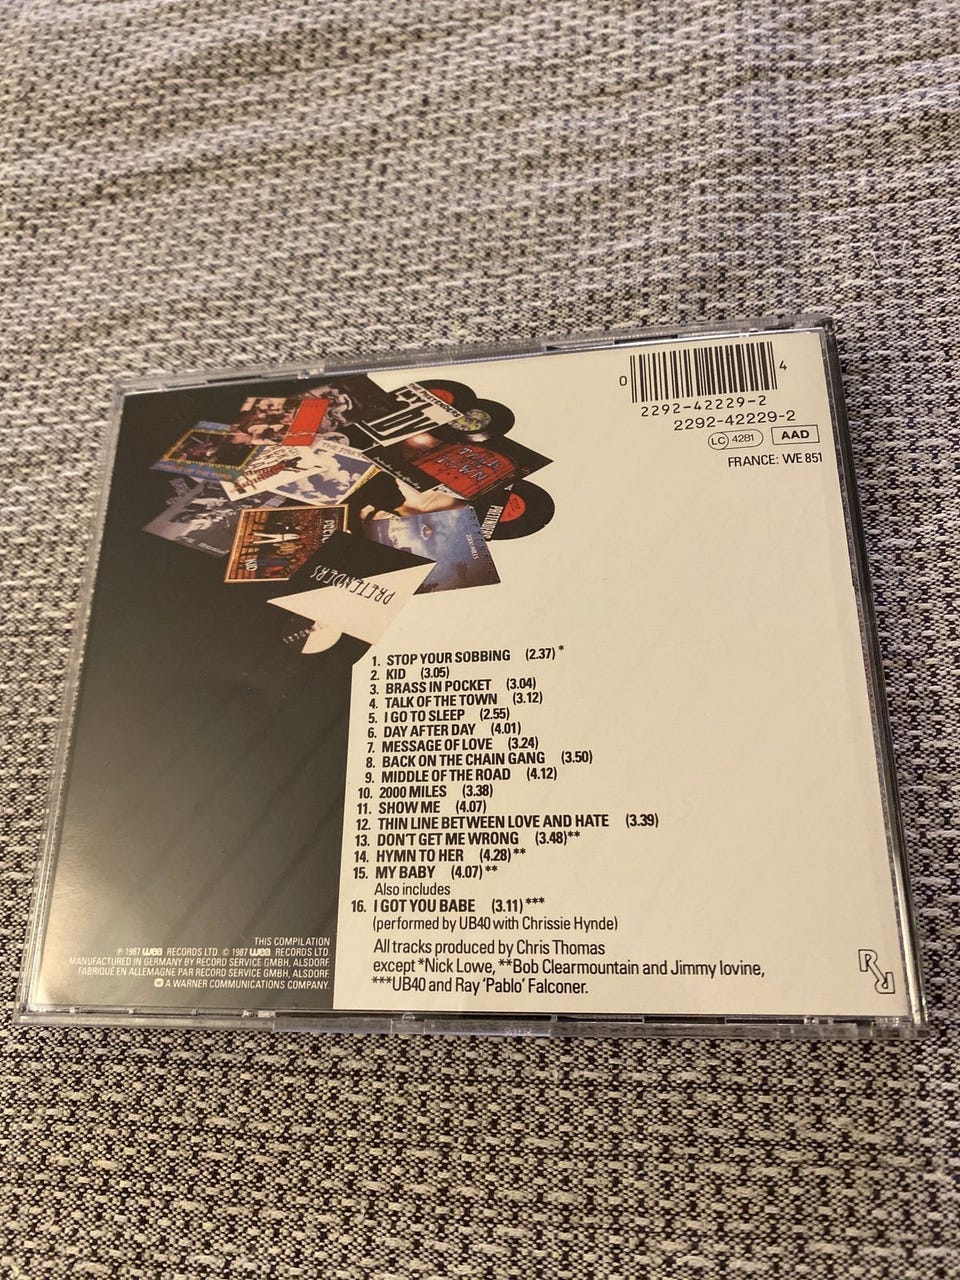 0
4
2292-42229-2
2292-42229-2
LC 4281 AAD
FRANCE: WE 851
PRETENDERS
1. STOP YOUR SOBBING (2.37)*
2. KID (3.05)
3. BRASS IN POCKET (3.04)
4. TALK OF THE TOWN (3.12)
5. I GO TO SLEEP (2.55)
6. DAY AFTER DAY (4.01)
7. MESSAGE OF LOVE (3.24)
8. BACK ON THE CHAIN GANG (3.50)
9. MIDDLE OF THE ROAD (4.12)
10. 2000 MILES (3.38)
11. SHOW ME (4.07)
12. THIN LINE BETWEEN LOVE AND HATE (3.39)
13. DON'T GET ME WRONG (3.48)**
14. HYMN TO HER (4.28)**
15. MY BABY (4.07)**
Also includes
16. I GOT YOU BABE (3.11)***
(performed by UB40 with Chrissie Hynde)
All tracks produced by Chris Thomas
except *Nick Lowe, **Bob Clearmountain and Jimmy Iovine,
***UB40 and Ray 'Pablo' Falconer.
THIS COMPILATION
℗ 1987 wea RECORDS LTD. © 1987 wea RECORDS LTD.
MANUFACTURED IN GERMANY BY RECORD SERVICE GMBH, ALSDORF.
FABRIQUÉ EN ALLEMAGNE PAR RECORD SERVICE GMBH, ALSDORF.
A WARNER COMMUNICATIONS COMPANY.